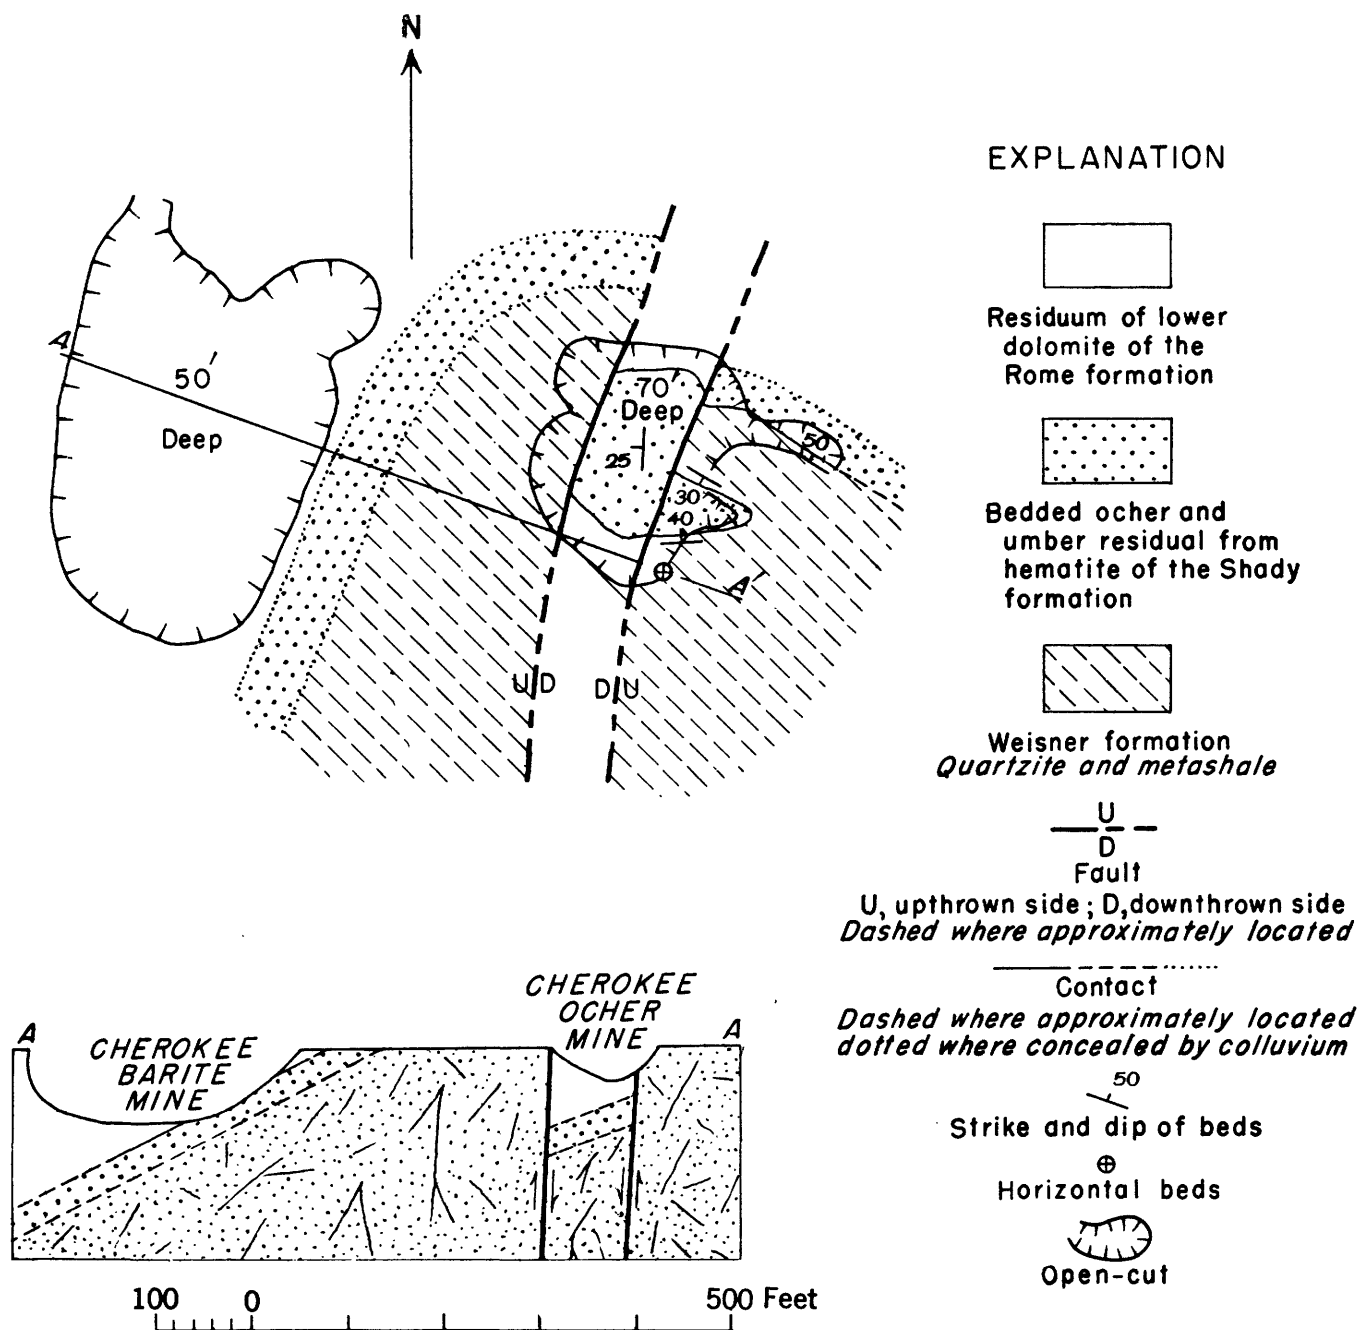 N
A
50'
Deep
70'
Deep
25
50
30
40
A'
U D
D U
EXPLANATION
Residuum of lower
dolomite of the
Rome formation
Bedded ocher and
umber residual from
hematite of the Shady
formation
Weisner formation
Quartzite and metashale
U
D
Fault
U, upthrown side; D, downthrown side
Dashed where approximately located
Contact
Dashed where approximately located
dotted where concealed by colluvium
50
Strike and dip of beds
Horizontal beds
Open-cut
A
CHEROKEE
BARITE
MINE
CHEROKEE
OCHER
MINE
A
100 0 500 Feet